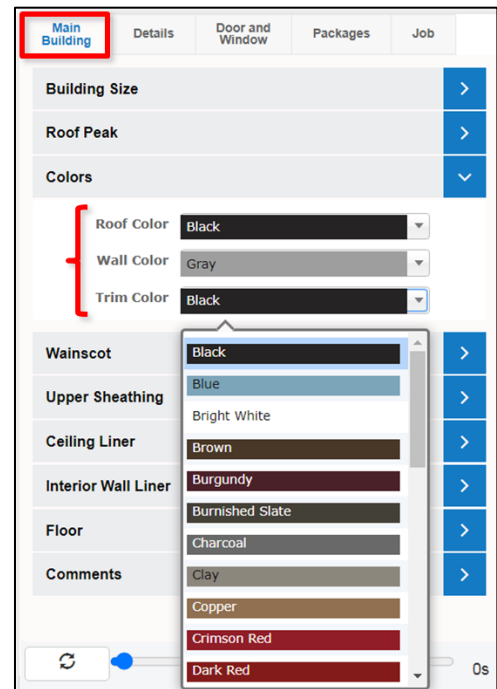 Main Building
Details
Door and Window
Packages
Job
Building Size
Roof Peak
Colors
Roof Color
Black
Wall Color
Gray
Trim Color
Black
Wainscot
Upper Sheathing
Ceiling Liner
Interior Wall Liner
Floor
Comments
Black
Blue
Bright White
Brown
Burgundy
Burnished Slate
Charcoal
Clay
Copper
Crimson Red
Dark Red
0s